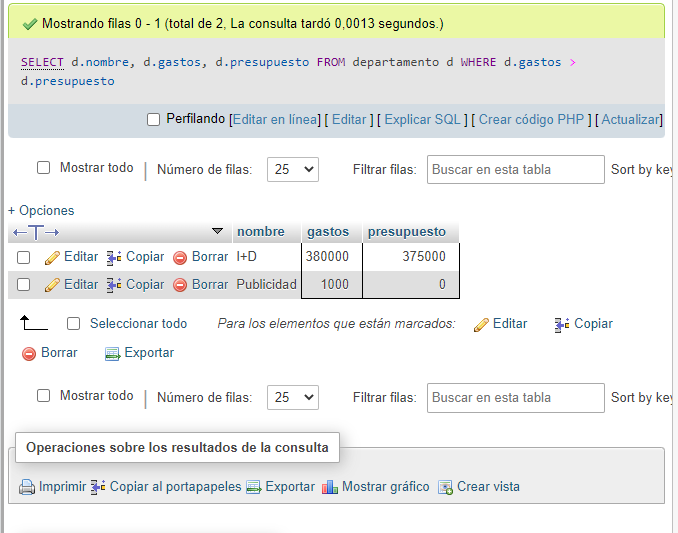 Mostrando filas 0 - 1 (total de 2, La consulta tardó 0,0013 segundos.)
SELECT d.nombre, d.gastos, d.presupuesto FROM departamento d WHERE d.gastos >
d.presupuesto
Perfilando [Editar en línea] [ Editar ] [ Explicar SQL ] [ Crear código PHP ] [ Actualizar]
Mostrar todo | Número de filas: 25 Filtrar filas: Buscar en esta tabla Sort by key
+ Opciones
←T→ nombre gastos presupuesto
Editar Copiar Borrar I+D 380000 375000
Editar Copiar Borrar Publicidad 1000 0
Seleccionar todo Para los elementos que están marcados: Editar Copiar
Borrar Exportar
Mostrar todo | Número de filas: 25 Filtrar filas: Buscar en esta tabla Sort by key
Operaciones sobre los resultados de la consulta
Imprimir Copiar al portapapeles Exportar Mostrar gráfico Crear vista